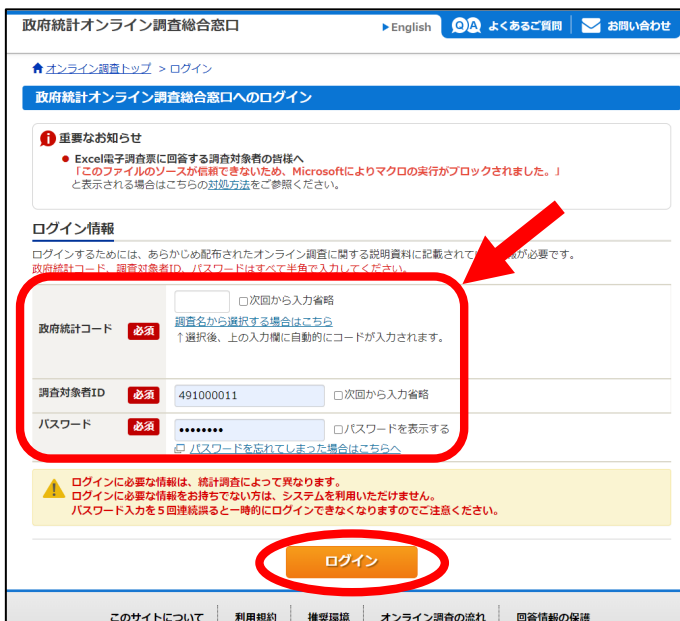 政府統計オンライン調査総合窓口
▶English
Q A よくあるご質問
お問い合わせ
オンライン調査トップ > ログイン
政府統計オンライン調査総合窓口へのログイン
重要なお知らせ
● Excel電子調査票に回答する調査対象者の皆様へ
「このファイルのソースが信頼できないため、Microsoftによりマクロの実行がブロックされました。」
と表示される場合はこちらの対処方法をご参照ください。
ログイン情報
ログインするためには、あらかじめ配布されたオンライン調査に関する説明資料に記載されて 報が必要です。
政府統計コード、調査対象者ID、パスワードはすべて半角で入力してください。
政府統計コード 必須
□次回から入力省略
調査名から選択する場合はこちら
↑選択後、上の入力欄に自動的にコードが入力されます。
調査対象者ID 必須 491000011 □次回から入力省略
パスワード 必須 •••••••• □パスワードを表示する
パスワードを忘れてしまった場合はこちらへ
ログインに必要な情報は、統計調査によって異なります。
ログインに必要な情報をお持ちでない方は、システムを利用いただけません。
パスワード入力を５回連続誤ると一時的にログインできなくなりますのでご注意ください。
ログイン
このサイトについて 利用規約 推奨環境 オンライン調査の流れ 回答情報の保護